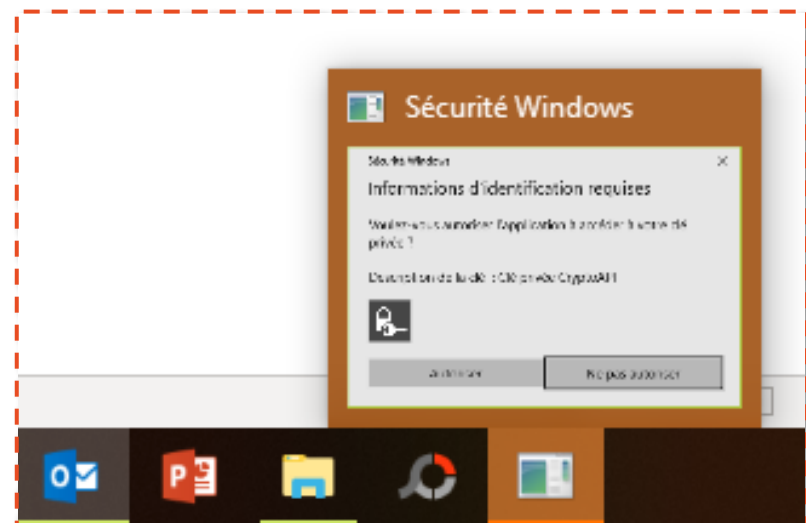 Sécurité Windows
Sécurité Windows
Informations d'identification requises
Voulez-vous autoriser l'application à accéder à votre clé
privée ?
Description de la clé : Clé privée CryptoAPI
Autoriser
Ne pas autoriser